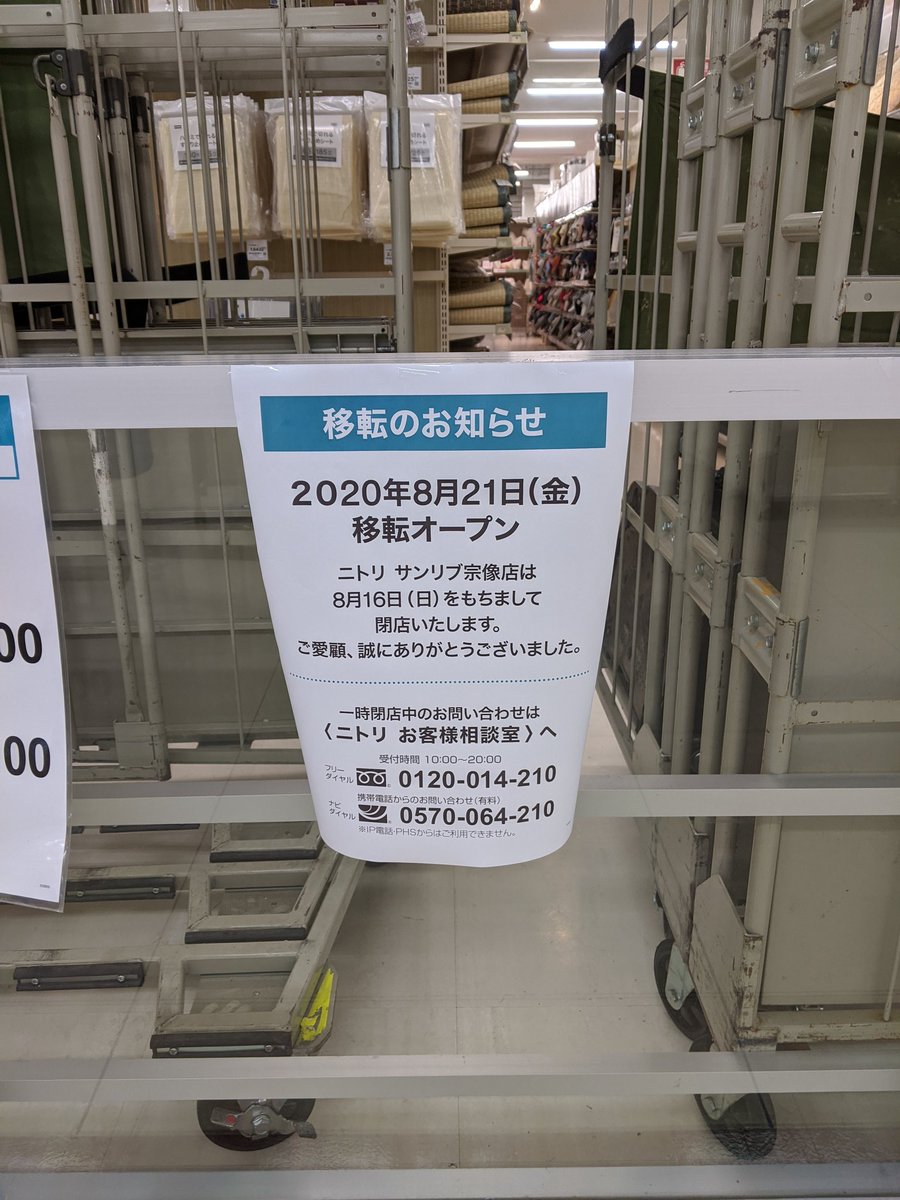 移転のお知らせ
2020年8月21日(金)
移転オープン
ニトリ サンリブ宗像店は
8月16日(日)をもちまして
閉店いたします。
ご愛顧、誠にありがとうございました。
一時閉店中のお問い合わせは
〈ニトリ お客様相談室〉へ
受付時間 10:00〜20:00
フリー
ダイヤル 0120-014-210
携帯電話からのお問い合わせ(有料)
ナビ
ダイヤル 0570-064-210
※IP電話・PHSからはご利用できません。
00
00